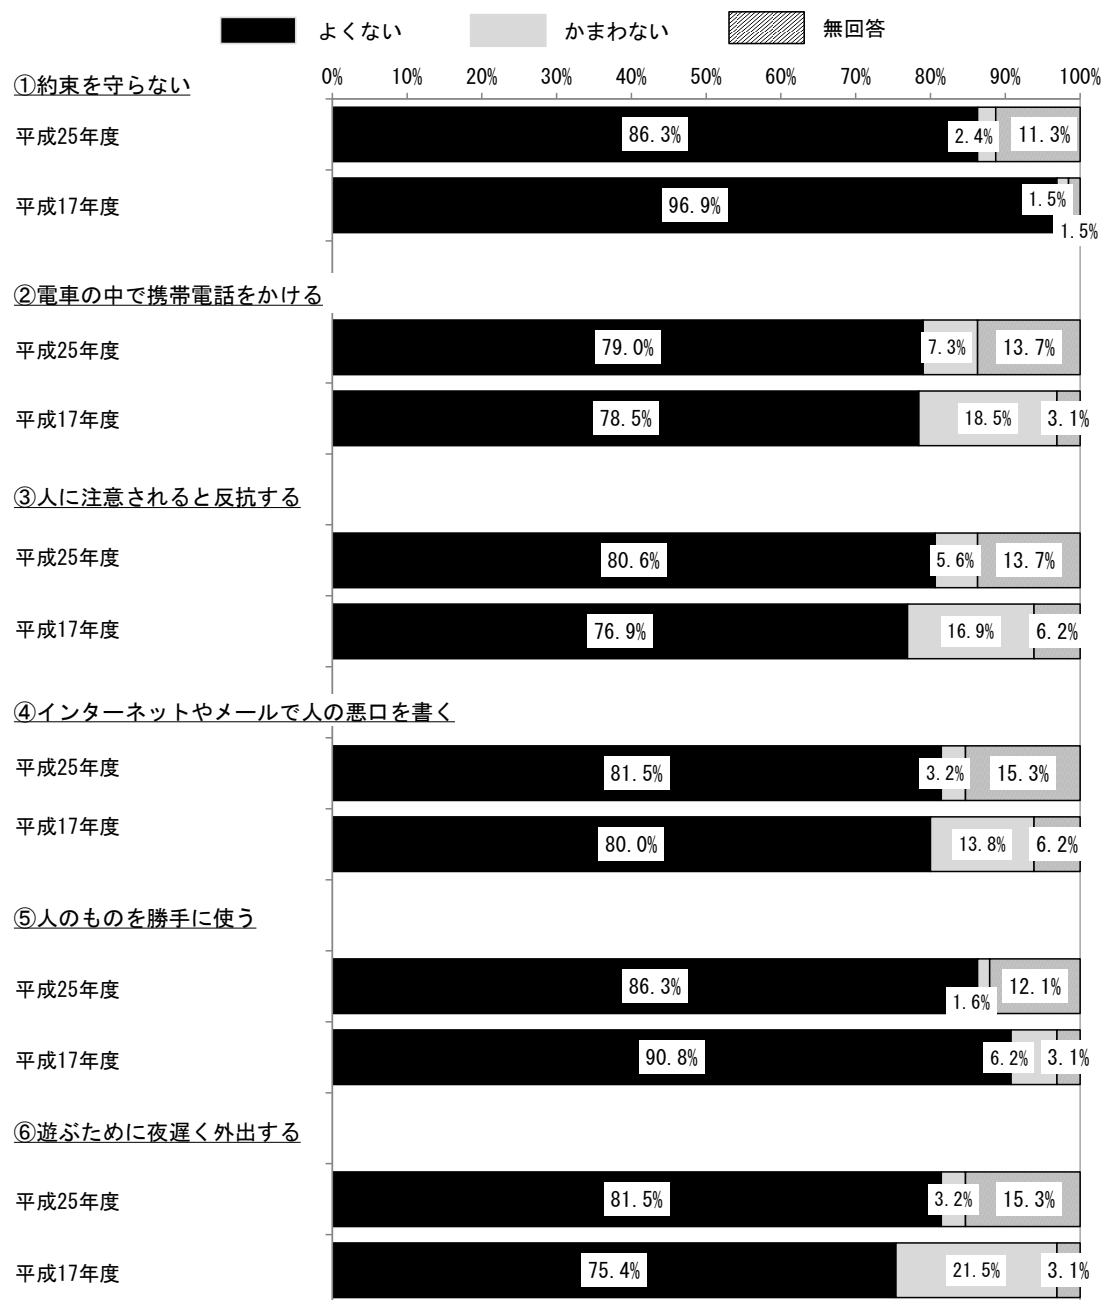 よくない かまわない 無回答
0% 10% 20% 30% 40% 50% 60% 70% 80% 90% 100%
①約束を守らない
平成25年度 86.3% 2.4% 11.3%
平成17年度 96.9% 1.5% 1.5%
②電車の中で携帯電話をかける
平成25年度 79.0% 7.3% 13.7%
平成17年度 78.5% 18.5% 3.1%
③人に注意されると反抗する
平成25年度 80.6% 5.6% 13.7%
平成17年度 76.9% 16.9% 6.2%
④インターネットやメールで人の悪口を書く
平成25年度 81.5% 3.2% 15.3%
平成17年度 80.0% 13.8% 6.2%
⑤人のものを勝手に使う
平成25年度 86.3% 1.6% 12.1%
平成17年度 90.8% 6.2% 3.1%
⑥遊ぶために夜遅く外出する
平成25年度 81.5% 3.2% 15.3%
平成17年度 75.4% 21.5% 3.1%